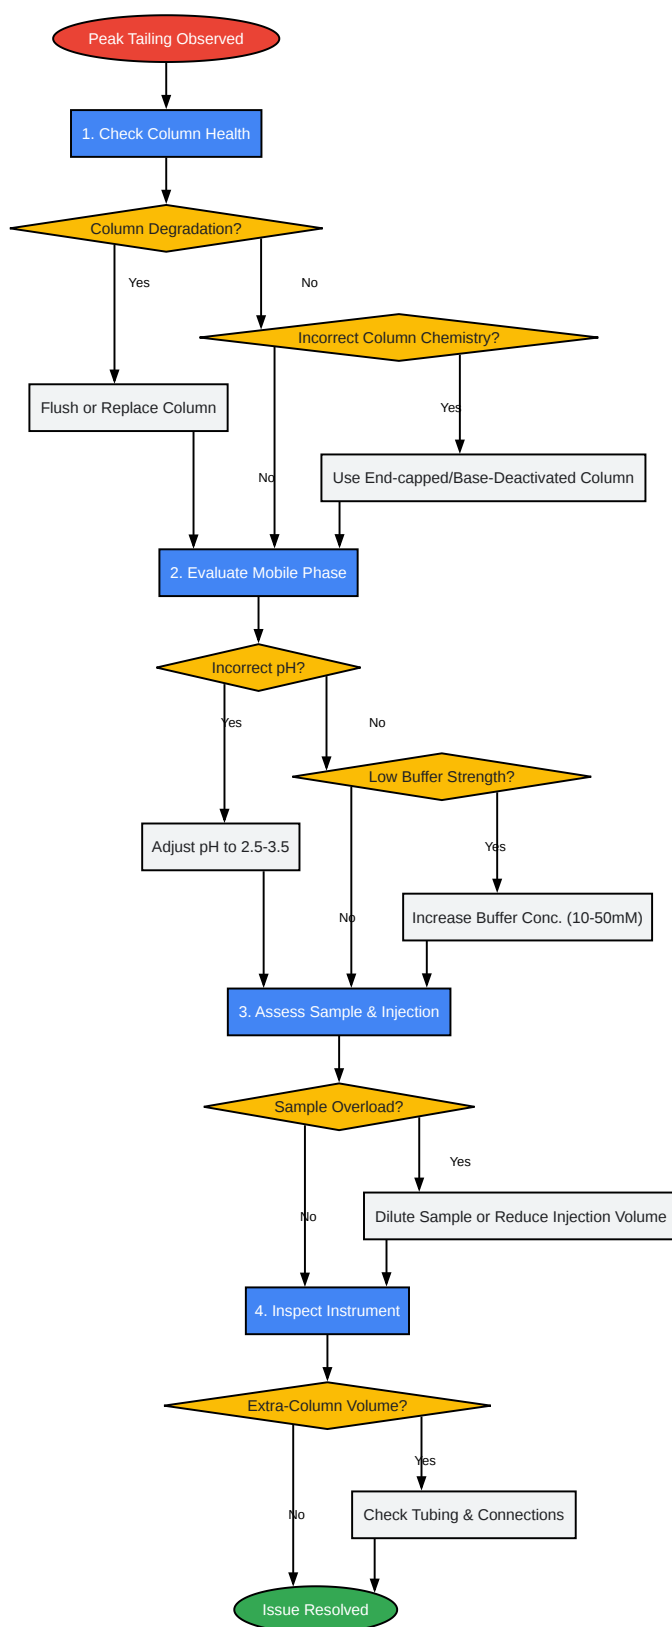 Peak Tailing Observed
1. Check Column Health
Column Degradation?
Yes
No
Incorrect Column Chemistry?
Flush or Replace Column
Yes
No
Use End-capped/Base-Deactivated Column
2. Evaluate Mobile Phase
Incorrect pH?
Yes
No
Low Buffer Strength?
Adjust pH to 2.5-3.5
Yes
No
Increase Buffer Conc. (10-50mM)
3. Assess Sample & Injection
Sample Overload?
Yes
No
Dilute Sample or Reduce Injection Volume
4. Inspect Instrument
Extra-Column Volume?
Yes
No
Check Tubing & Connections
Issue Resolved